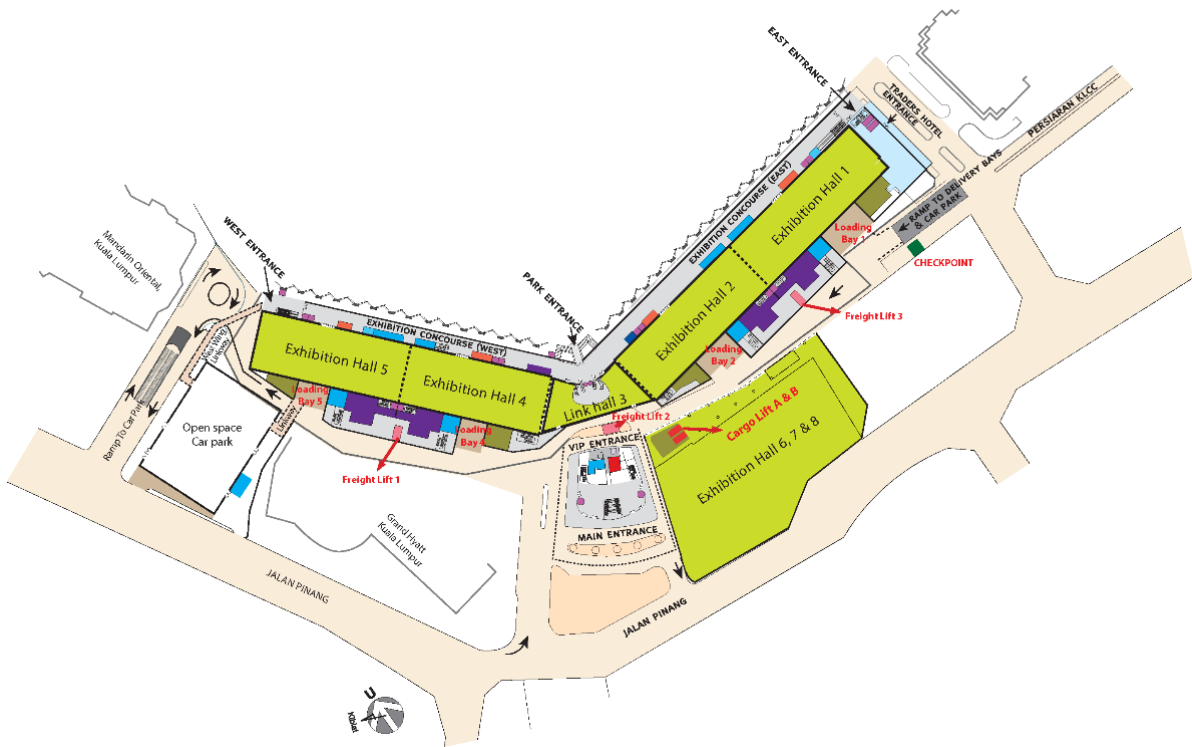 EAST ENTRANCE
TRADERS HOTEL
ENTRANCE
PERSIARAN KLCC
RAMP TO DELIVERY BAYS
& CAR PARK
CHECKPOINT
Exhibition Hall 1
EXHIBITION CONCOURSE (EAST)
Loading
Bay 1
Freight Lift 3
Exhibition Hall 2
Loading
Bay 2
Mandarin Oriental,
Kuala Lumpur
WEST ENTRANCE
PARK ENTRANCE
EXHIBITION CONCOURSE (WEST)
Exhibition Hall 5
Exhibition Hall 4
Link hall 3
Linkway
Loading
Bay 5
Loading
Bay 4
Linkway
Ramp To Car Park
Open space
Car park
Freight Lift 1
Freight Lift 2
VIP ENTRANCE
Cargo Lift A & B
Exhibition Hall 6, 7 & 8
MAIN ENTRANCE
Grand Hyatt
Kuala Lumpur
JALAN PINANG
JALAN PINANG
U
Kiblat